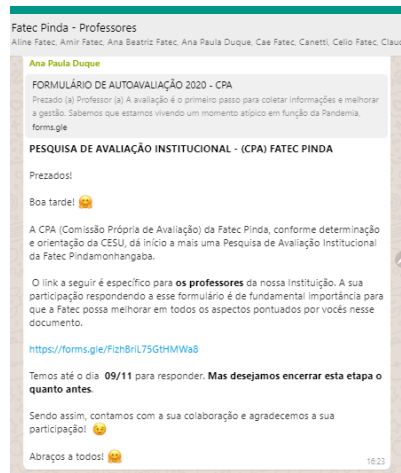 Fatec Pinda - Professores
Aline Fatec, Amir Fatec, Ana Beatriz Fatec, Ana Paula Duque, Cae Fatec, Canetti, Celio Fatec, Claud
Ana Paula Duque
FORMULÁRIO DE AUTOAVALIAÇÃO 2020 - CPA
Prezado (a) Professor (a) A avaliação é o primeiro passo para coletar informações e melhorar
a gestão. Sabemos que estamos vivendo um momento atípico em função da Pandemia,
forms.gle
PESQUISA DE AVALIAÇÃO INSTITUCIONAL - (CPA) FATEC PINDA
Prezados!
Boa tarde! 🤗
A CPA (Comissão Própria de Avaliação) da Fatec Pinda, conforme determinação
e orientação da CESU, dá início a mais uma Pesquisa de Avaliação Institucional
da Fatec Pindamonhangaba.
O link a seguir é específico para os professores da nossa Instituição. A sua
participação respondendo a esse formulário é de fundamental importância para
que a Fatec possa melhorar em todos os aspectos pontuados por vocês nesse
documento.
https://forms.gle/FizhBriL75GtHMWa8
Temos até o dia 09/11 para responder. Mas desejamos encerrar esta etapa o
quanto antes.
Sendo assim, contamos com a sua colaboração e agradecemos a sua
participação! 😉
Abraços a todos! 🤗
16:23